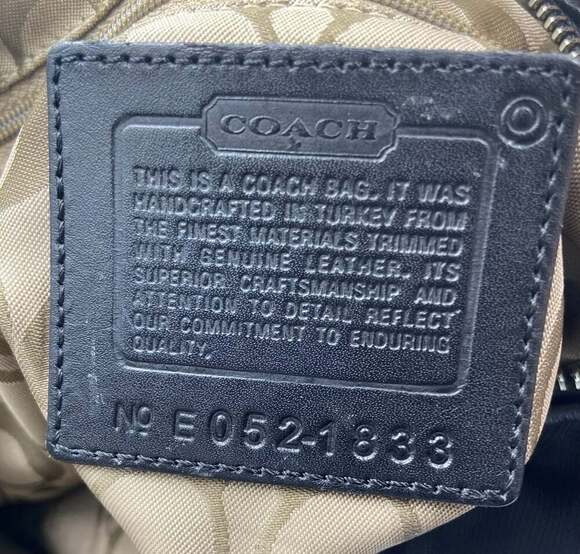 COACH
THIS IS A COACH BAG. IT WAS
HANDCRAFTED IN TURKEY FROM
THE FINEST MATERIALS TRIMMED
WITH GENUINE LEATHER. ITS
SUPERIOR CRAFTSMANSHIP AND
ATTENTION TO DETAIL REFLECT
OUR COMMITMENT TO ENDURING
QUALITY.
Nº E052-1833